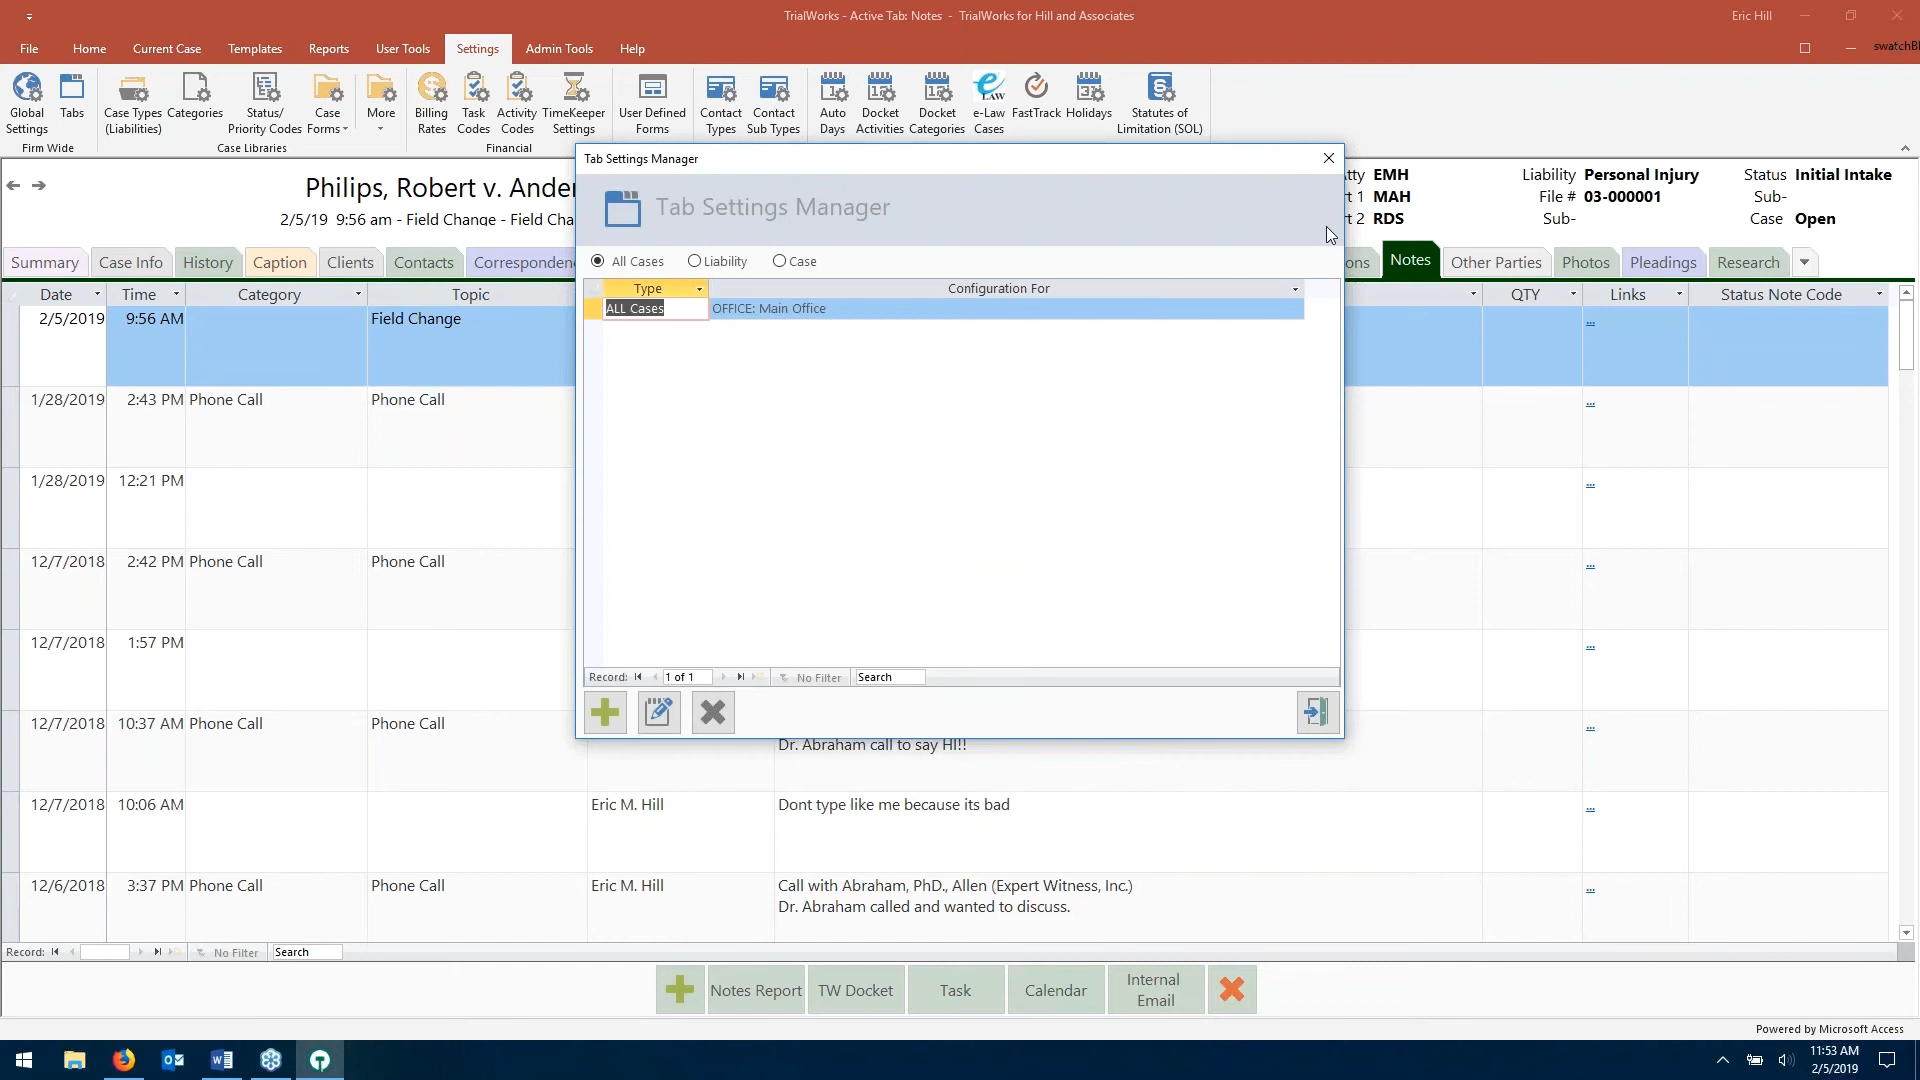 TrialWorks - Active Tab: Notes - TrialWorks for Hill and Associates
Eric Hill
File
Home
Current Case
Templates
Reports
User Tools
Settings
Admin Tools
Help
swatchBl
Global Settings
Tabs
Firm Wide
Case Types (Liabilities)
Categories
Status/ Priority Codes
Case Forms
More
Case Libraries
Billing Rates
Task Codes
Activity Codes
TimeKeeper Settings
Financial
User Defined Forms
Contact Types
Contact Sub Types
Auto Days
Docket Activities
Docket Categories
e-Law Cases
FastTrack
Holidays
Statutes of Limitation (SOL)
Philips, Robert v. Ander
2/5/19 9:56 am - Field Change - Field Cha
tty EMH
rt 1 MAH
rt 2 RDS
Liability Personal Injury
File # 03-000001
Sub-
Status Initial Intake
Sub-
Case Open
Summary
Case Info
History
Caption
Clients
Contacts
Corresponden
ons
Notes
Other Parties
Photos
Pleadings
Research
Date
Time
Category
Topic
QTY
Links
Status Note Code
2/5/2019 9:56 AM Field Change ...
1/28/2019 2:43 PM Phone Call Phone Call ...
1/28/2019 12:21 PM ...
12/7/2018 2:42 PM Phone Call Phone Call ...
12/7/2018 1:57 PM ...
12/7/2018 10:37 AM Phone Call Phone Call ...
Dr. Abraham call to say HI!!
12/7/2018 10:06 AM Eric M. Hill Dont type like me because its bad ...
12/6/2018 3:37 PM Phone Call Phone Call Eric M. Hill Call with Abraham, PhD., Allen (Expert Witness, Inc.) ...
Dr. Abraham called and wanted to discuss.
Tab Settings Manager
Tab Settings Manager
All Cases
Liability
Case
Type
Configuration For
ALL Cases
OFFICE: Main Office
Record:
1 of 1
No Filter
Search
Record:
No Filter
Search
Notes Report
TW Docket
Task
Calendar
Internal Email
Powered by Microsoft Access
11:53 AM
2/5/2019